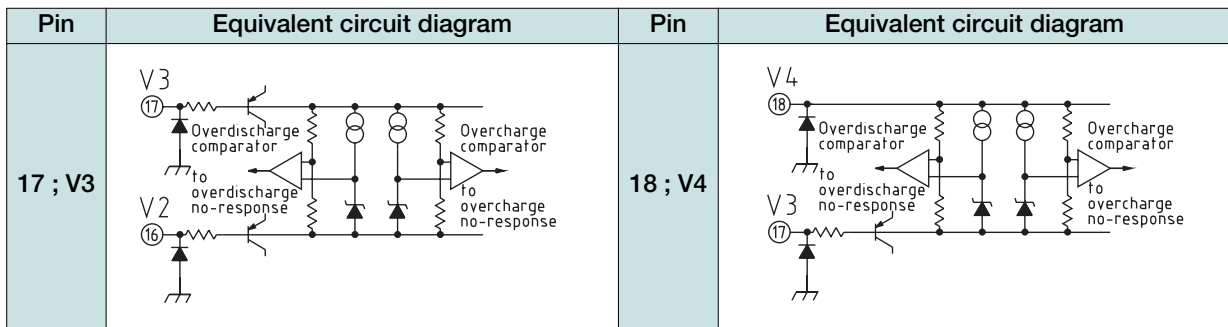 Pin Equivalent circuit diagram Pin Equivalent circuit diagram
17 ; V3
V3
17
Overdischarge
comparator
Overcharge
comparator
to
overdischarge
no-response
to
overcharge
no-response
V2
16
18 ; V4
V4
18
Overdischarge
comparator
Overcharge
comparator
to
overdischarge
no-response
to
overcharge
no-response
V3
17